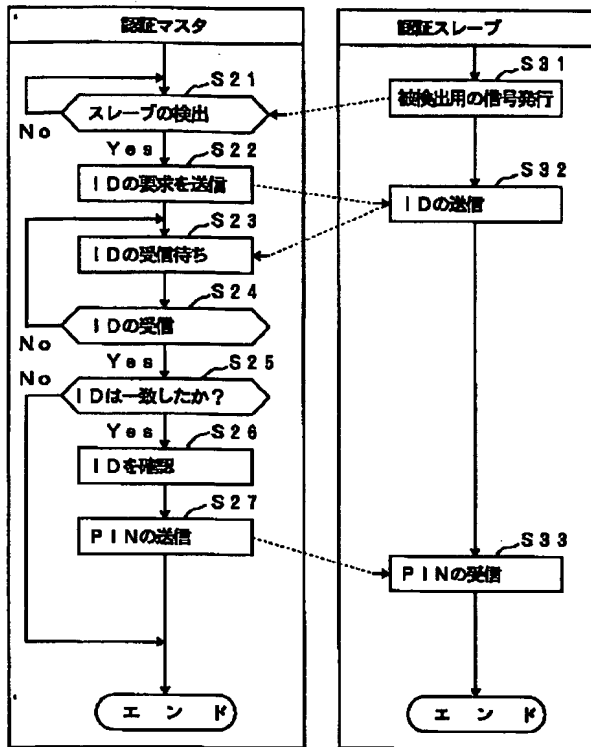 認証マスタ
S21
スレーブの検出
No
Yes
S22
IDの要求を送信
S23
IDの受信待ち
S24
IDの受信
No
Yes
S25
No
IDは一致したか?
Yes
S26
IDを確認
S27
PINの送信
エンド
認証スレーブ
S31
被検出用の信号発行
S32
IDの送信
S33
PINの受信
エンド